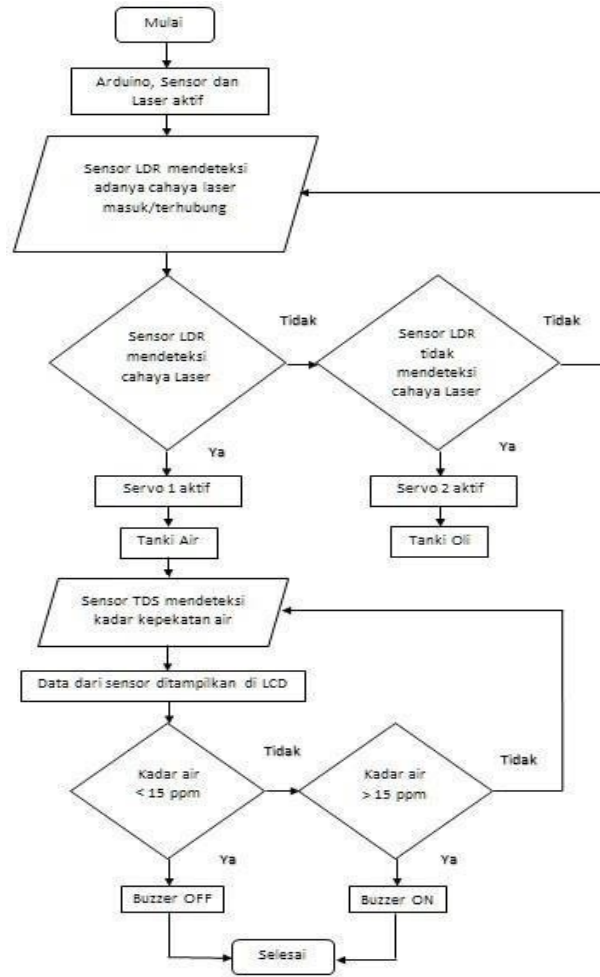 Mulai
Arduino, Sensor dan
Laser aktif
Sensor LDR mendeteksi
adanya cahaya laser
masuk/terhubung
Sensor LDR
mendeteksi
cahaya Laser
Tidak
Sensor LDR
tidak
mendeteksi
cahaya Laser
Tidak
Ya
Ya
Servo 1 aktif
Servo 2 aktif
Tanki Air
Tanki Oli
Sensor TDS mendeteksi
kadar kepekatan air
Data dari sensor ditampilkan di LCD
Kadar air
< 15 ppm
Tidak
Kadar air
> 15 ppm
Tidak
Ya
Ya
Buzzer OFF
Buzzer ON
Selesai